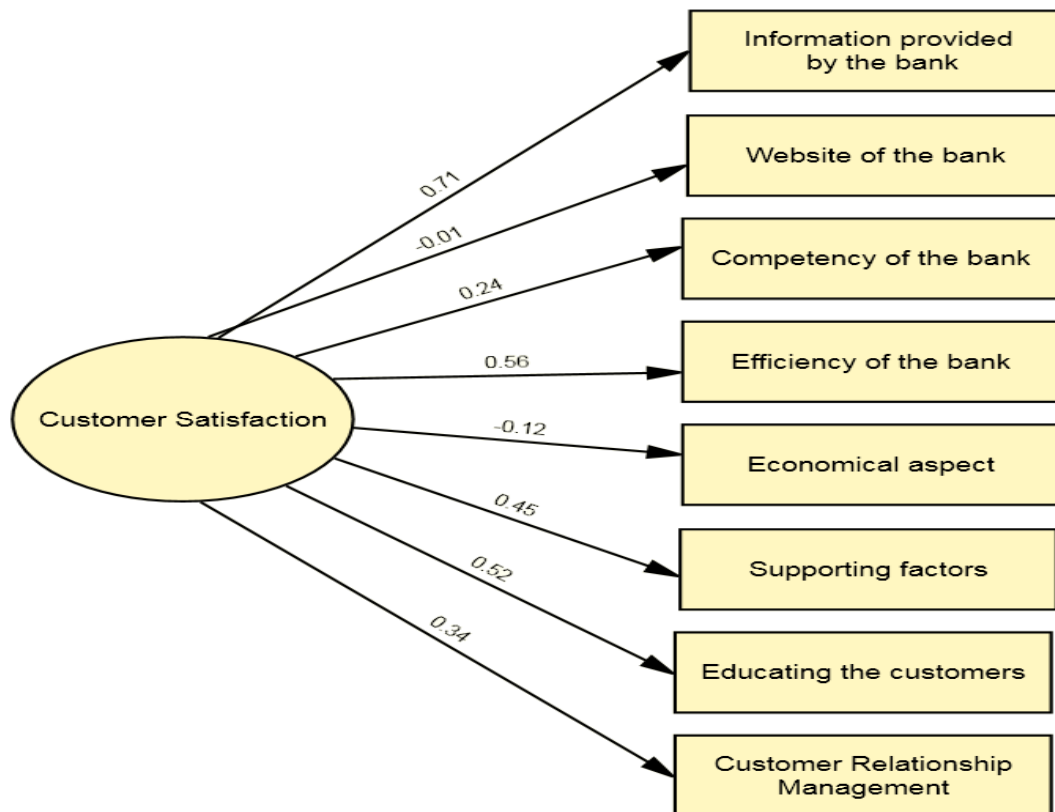 Information provided
by the bank
0.71
Website of the bank
-0.01
Competency of the bank
0.24
Efficiency of the bank
0.56
Customer Satisfaction
-0.12
Economical aspect
0.45
Supporting factors
0.52
Educating the customers
0.34
Customer Relationship
Management